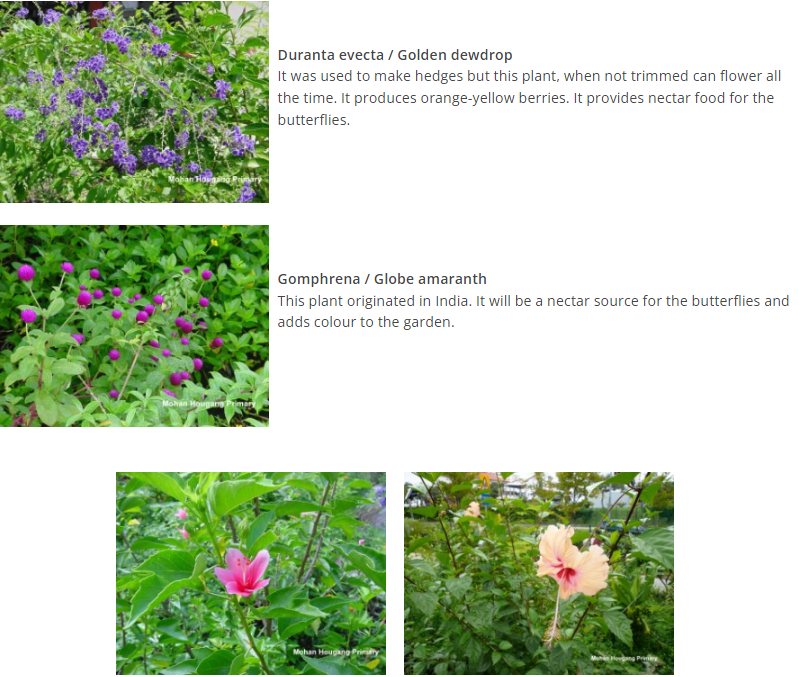 Duranta evecta / Golden dewdrop
It was used to make hedges but this plant, when not trimmed can flower all
the time. It produces orange-yellow berries. It provides nectar food for the
butterflies.
Mohan Hougang Primary
Gomphrena / Globe amaranth
This plant originated in India. It will be a nectar source for the butterflies and
adds colour to the garden.
Mohan Hougang Primary
Mohan Hougang Primary
Mohan Hougang Primary